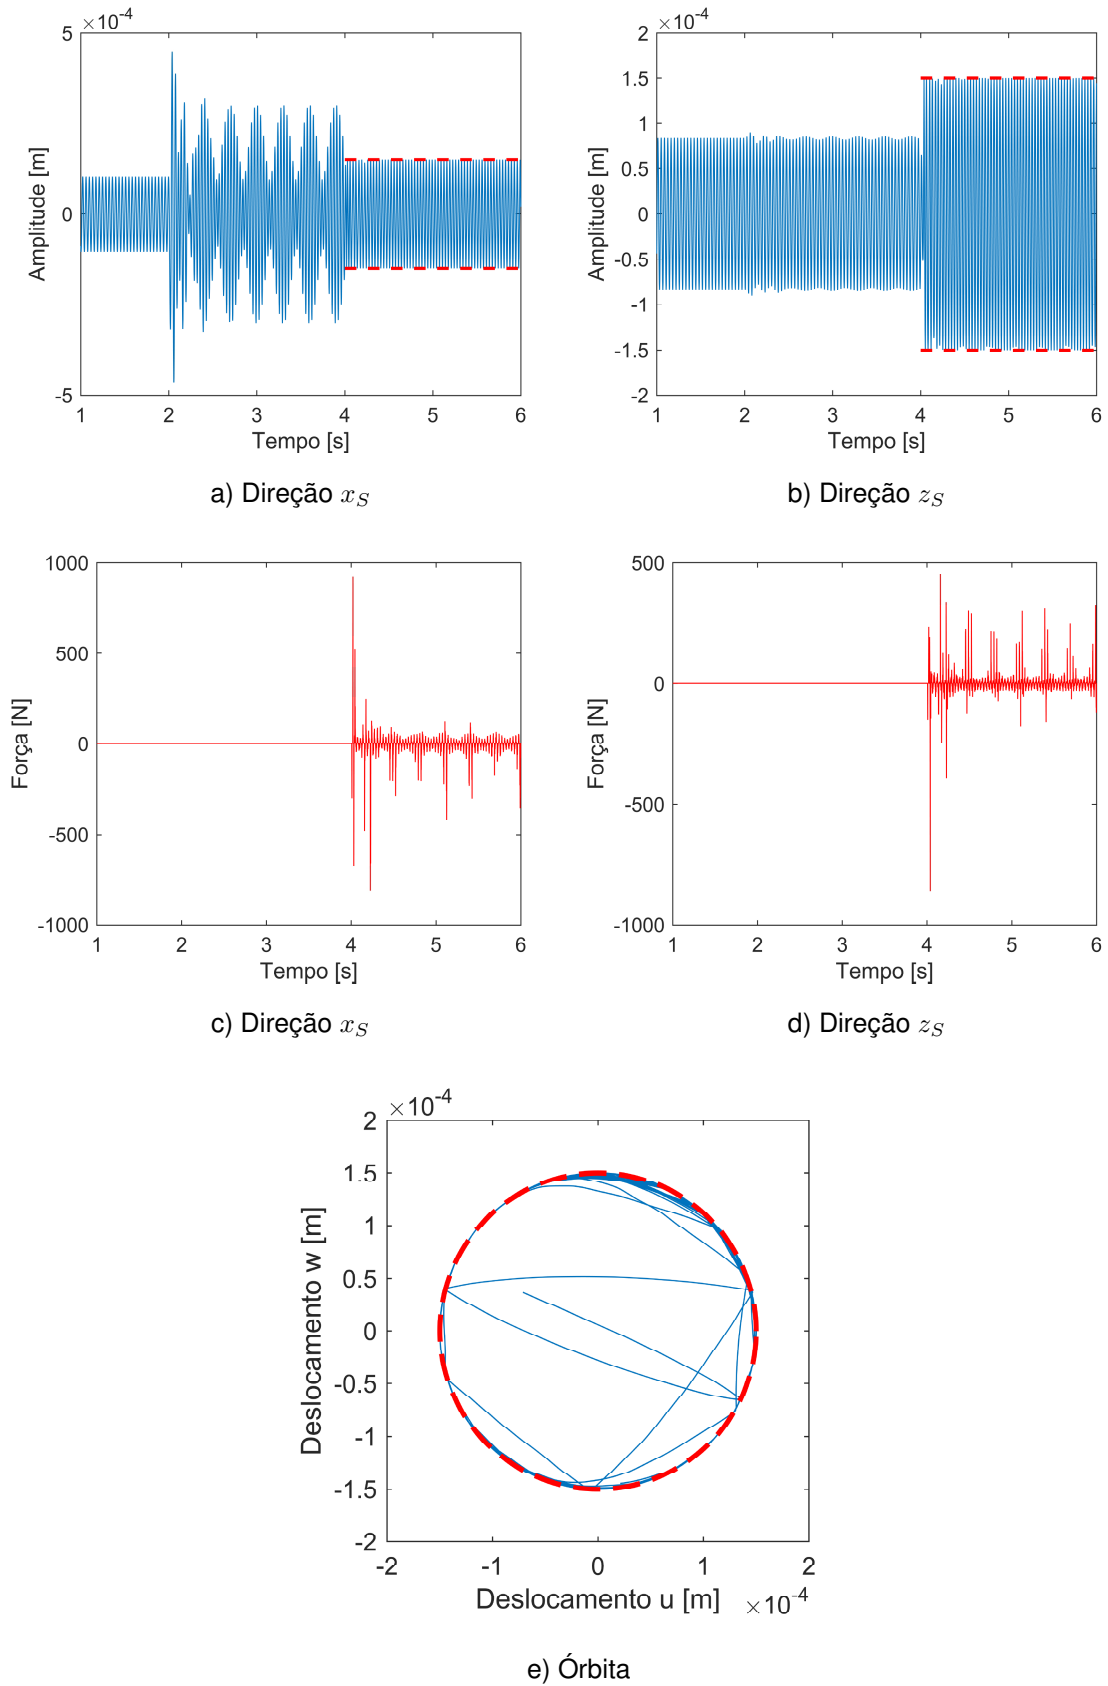 ×10⁻⁴
5
0
-5
Amplitude [m]
1 2 3 4 5 6
Tempo [s]
a) Direção x_S
×10⁻⁴
2
1.5
1
0.5
0
-0.5
-1
-1.5
-2
Amplitude [m]
1 2 3 4 5 6
Tempo [s]
b) Direção z_S
1000
500
0
-500
-1000
Força [N]
1 2 3 4 5 6
Tempo [s]
c) Direção x_S
500
0
-500
-1000
Força [N]
1 2 3 4 5 6
Tempo [s]
d) Direção z_S
×10⁻⁴
2
1.5
1
0.5
0
-0.5
-1
-1.5
-2
Deslocamento w [m]
-2 -1 0 1 2
Deslocamento u [m] ×10⁻⁴
e) Órbita